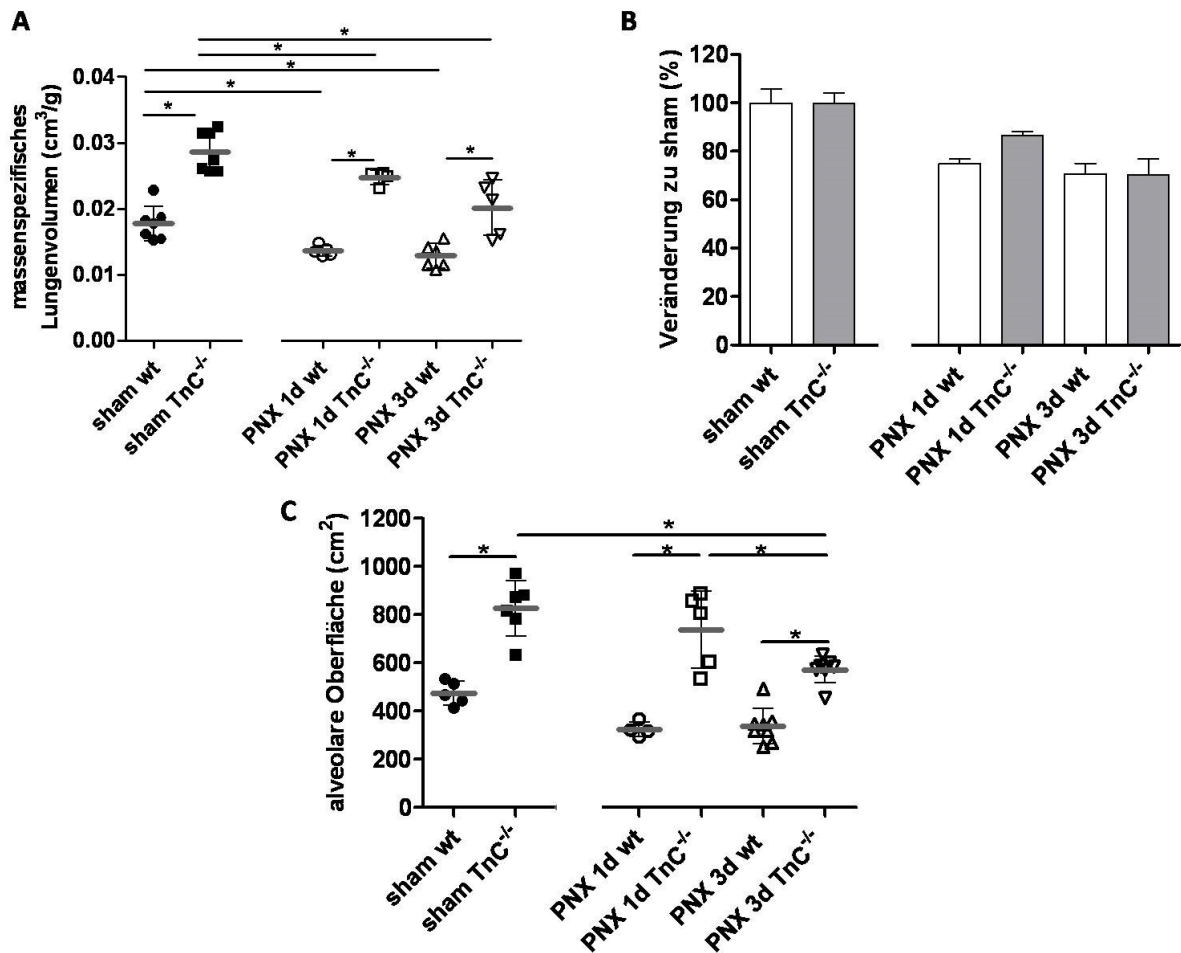 A
massenspezifisches
Lungenvolumen (cm³/g)
0.04
0.03
0.02
0.01
0.00
*
*
*
*
*
*
*
sham wt
sham TnC⁻/⁻
PNX 1d wt
PNX 1d TnC⁻/⁻
PNX 3d wt
PNX 3d TnC⁻/⁻
B
Veränderung zu sham (%)
120
100
80
60
40
20
0
sham wt
sham TnC⁻/⁻
PNX 1d wt
PNX 1d TnC⁻/⁻
PNX 3d wt
PNX 3d TnC⁻/⁻
C
alveolare Oberfläche (cm²)
1200
1000
800
600
400
200
0
*
*
*
*
*
sham wt
sham TnC⁻/⁻
PNX 1d wt
PNX 1d TnC⁻/⁻
PNX 3d wt
PNX 3d TnC⁻/⁻